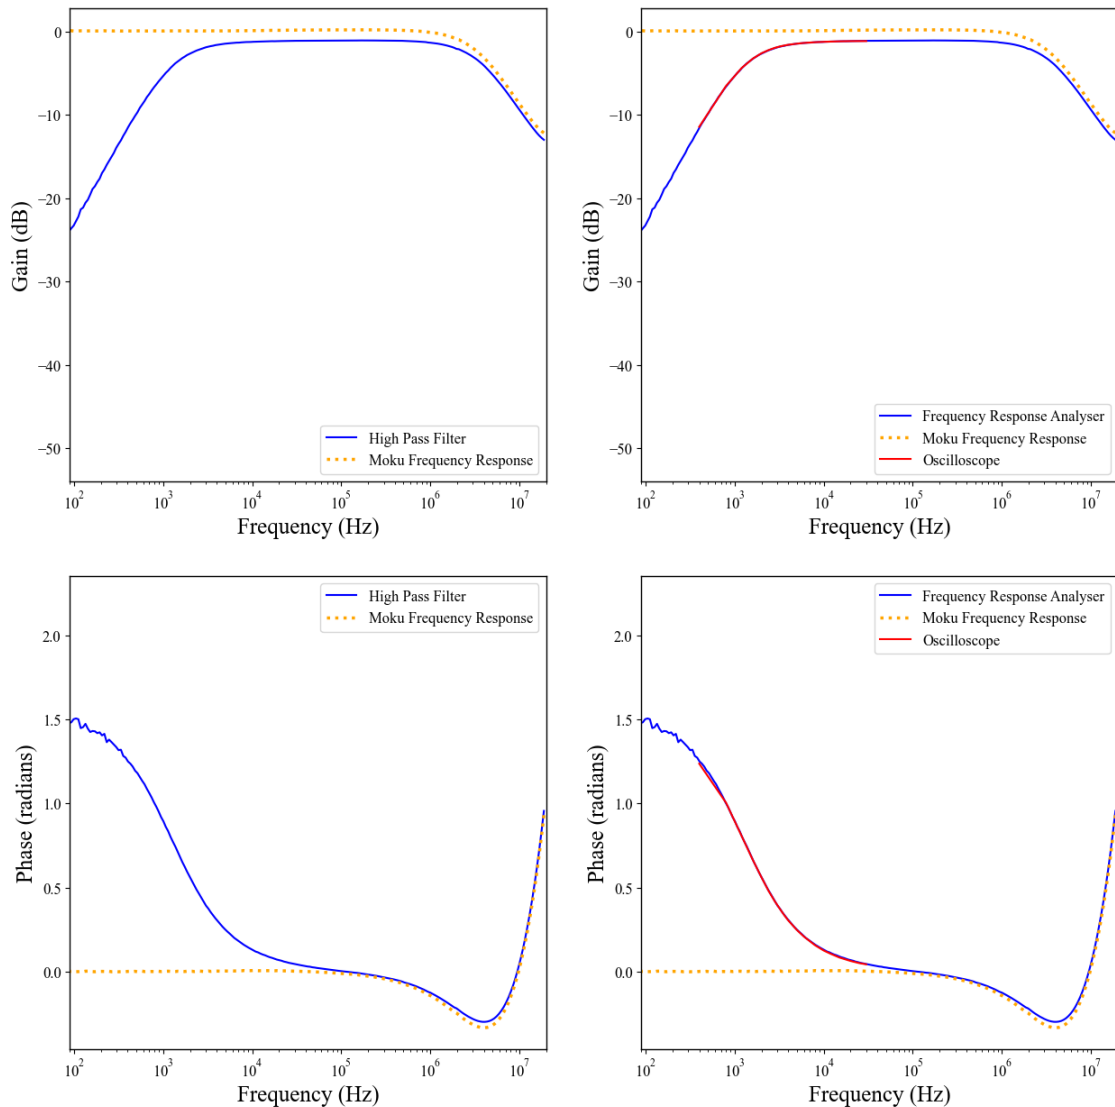 0
−10
−20
−30
−40
−50
Gain (dB)
High Pass Filter
Moku Frequency Response
10² 10³ 10⁴ 10⁵ 10⁶ 10⁷
Frequency (Hz)
0
−10
−20
−30
−40
−50
Gain (dB)
Frequency Response Analyser
Moku Frequency Response
Oscilloscope
10² 10³ 10⁴ 10⁵ 10⁶ 10⁷
Frequency (Hz)
2.0
1.5
1.0
0.5
0.0
Phase (radians)
High Pass Filter
Moku Frequency Response
10² 10³ 10⁴ 10⁵ 10⁶ 10⁷
Frequency (Hz)
2.0
1.5
1.0
0.5
0.0
Phase (radians)
Frequency Response Analyser
Moku Frequency Response
Oscilloscope
10² 10³ 10⁴ 10⁵ 10⁶ 10⁷
Frequency (Hz)